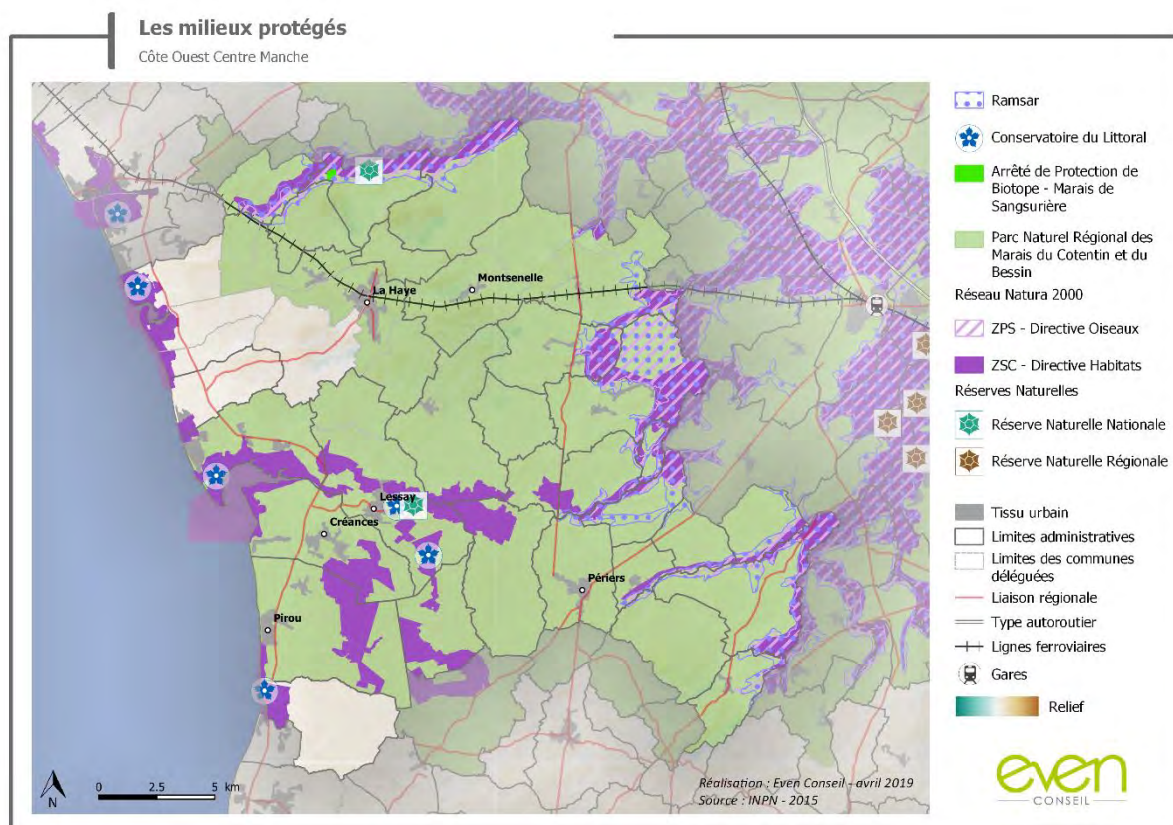 Les milieux protégés
Côte Ouest Centre Manche
La Haye
Montsenelle
Lessay
Créances
Périers
Pirou
N
0 2.5 5 km
Réalisation : Even Conseil - avril 2019
Source : INPN - 2015
Ramsar
Conservatoire du Littoral
Arrêté de Protection de
Biotope - Marais de
Sangsurière
Parc Naturel Régional des
Marais du Cotentin et du
Bessin
Réseau Natura 2000
ZPS - Directive Oiseaux
ZSC - Directive Habitats
Réserves Naturelles
Réserve Naturelle Nationale
Réserve Naturelle Régionale
Tissu urbain
Limites administratives
Limites des communes
déléguées
Liaison régionale
Type autoroutier
Lignes ferroviaires
Gares
Relief
even
CONSEIL